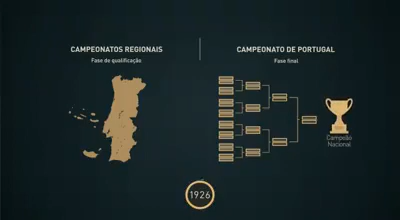 CAMPEONATOS REGIONAIS
Fase de qualificação
CAMPEONATO DE PORTUGAL
Fase final
Campeão
Nacional
1926